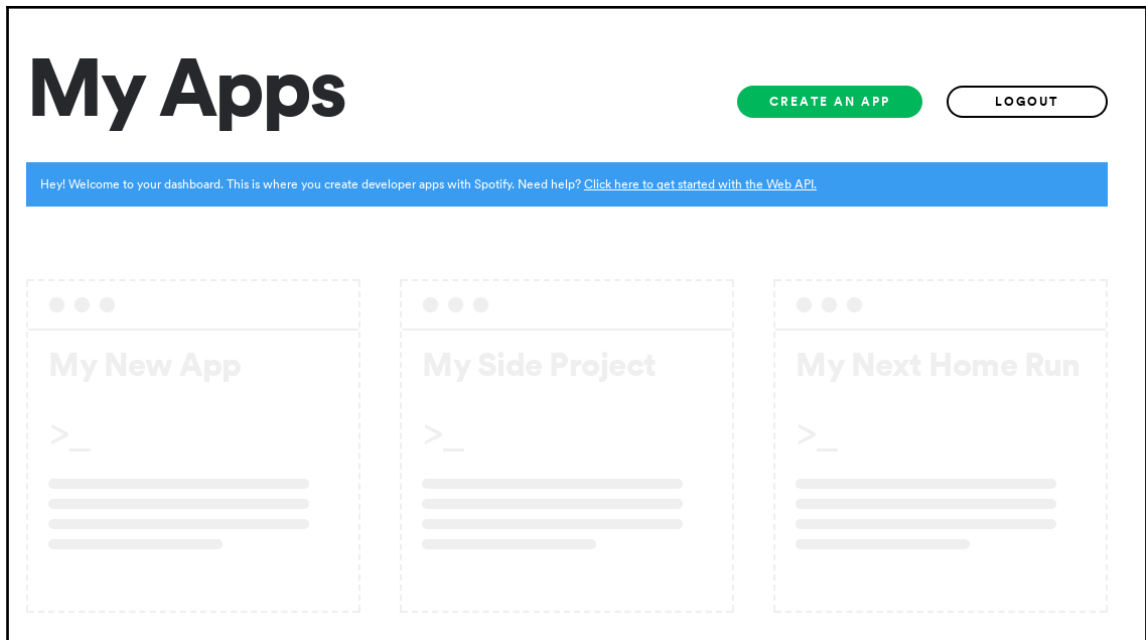 My Apps
CREATE AN APP
LOGOUT
Hey! Welcome to your dashboard. This is where you create developer apps with Spotify. Need help? Click here to get started with the Web API.
My New App
>_
My Side Project
>_
My Next Home Run
>_